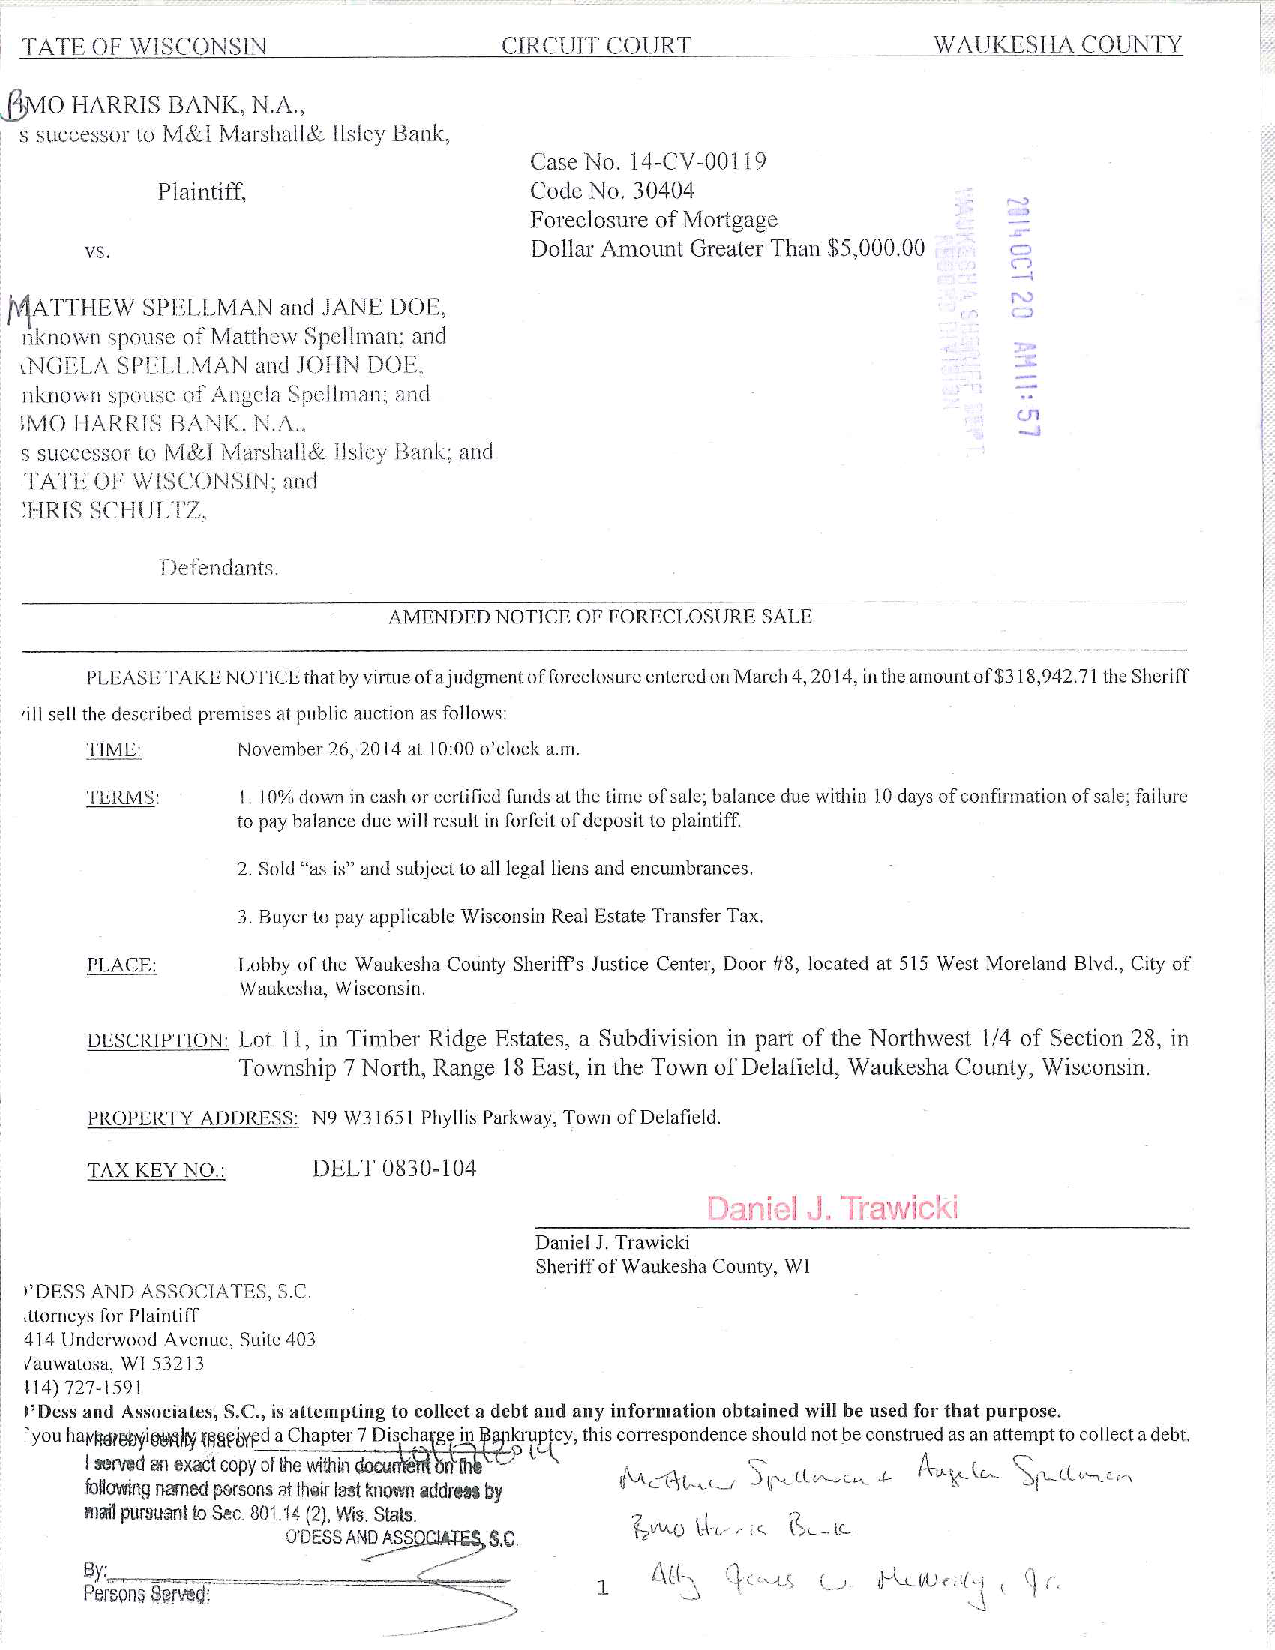 TATE OF WISCONSIN CIRCUIT COURT WAUKESHA COUNTY
BMO HARRIS BANK, N.A.,
s successor to M&I Marshall& Ilsley Bank,
Case No. 14-CV-00119
Plaintiff,
Code No. 30404
Foreclosure of Mortgage
vs.
Dollar Amount Greater Than $5,000.00
2014 OCT 20 AM 11:57
WAUKESHA SHERIFF DEPT
MATTHEW SPELLMAN and JANE DOE,
nknown spouse of Matthew Spellman; and
NGELA SPELLMAN and JOHN DOE,
nknown spouse of Angela Spellman; and
MO HARRIS BANK, N.A.,
s successor to M&I Marshall& Ilsley Bank; and
TATE OF WISCONSIN; and
HRIS SCHULTZ,
Defendants.
AMENDED NOTICE OF FORECLOSURE SALE
PLEASE TAKE NOTICE that by virtue of a judgment of foreclosure entered on March 4, 2014, in the amount of $318,942.71 the Sheriff
ill sell the described premises at public auction as follows:
TIME: November 26, 2014 at 10:00 o'clock a.m.
TERMS: 1. 10% down in cash or certified funds at the time of sale; balance due within 10 days of confirmation of sale; failure
to pay balance due will result in forfeit of deposit to plaintiff.
2. Sold "as is" and subject to all legal liens and encumbrances.
3. Buyer to pay applicable Wisconsin Real Estate Transfer Tax.
PLACE: Lobby of the Waukesha County Sheriff's Justice Center, Door #8, located at 515 West Moreland Blvd., City of
Waukesha, Wisconsin.
DESCRIPTION: Lot 11, in Timber Ridge Estates, a Subdivision in part of the Northwest 1/4 of Section 28, in
Township 7 North, Range 18 East, in the Town of Delafield, Waukesha County, Wisconsin.
PROPERTY ADDRESS: N9 W31651 Phyllis Parkway, Town of Delafield.
TAX KEY NO.: DELT 0830-104
Daniel J. Trawicki
Daniel J. Trawicki
Sheriff of Waukesha County, WI
'DESS AND ASSOCIATES, S.C.
ttorneys for Plaintiff
414 Underwood Avenue, Suite 403
auwatosa, WI 53213
414) 727-1591
'Dess and Associates, S.C., is attempting to collect a debt and any information obtained will be used for that purpose.
you have previously received a Chapter 7 Discharge in Bankruptcy, this correspondence should not be construed as an attempt to collect a debt.
I hereby certify that on
I served an exact copy of the within document on the
following named persons at their last known address by
mail pursuant to Sec. 801.14 (2), Wis. Stats.
O'DESS AND ASSOCIATES, S.C.
By:
Persons Served:
Matthew Spellman + Angela Spellman
Bmo Harris Bank
Atty James W.
1